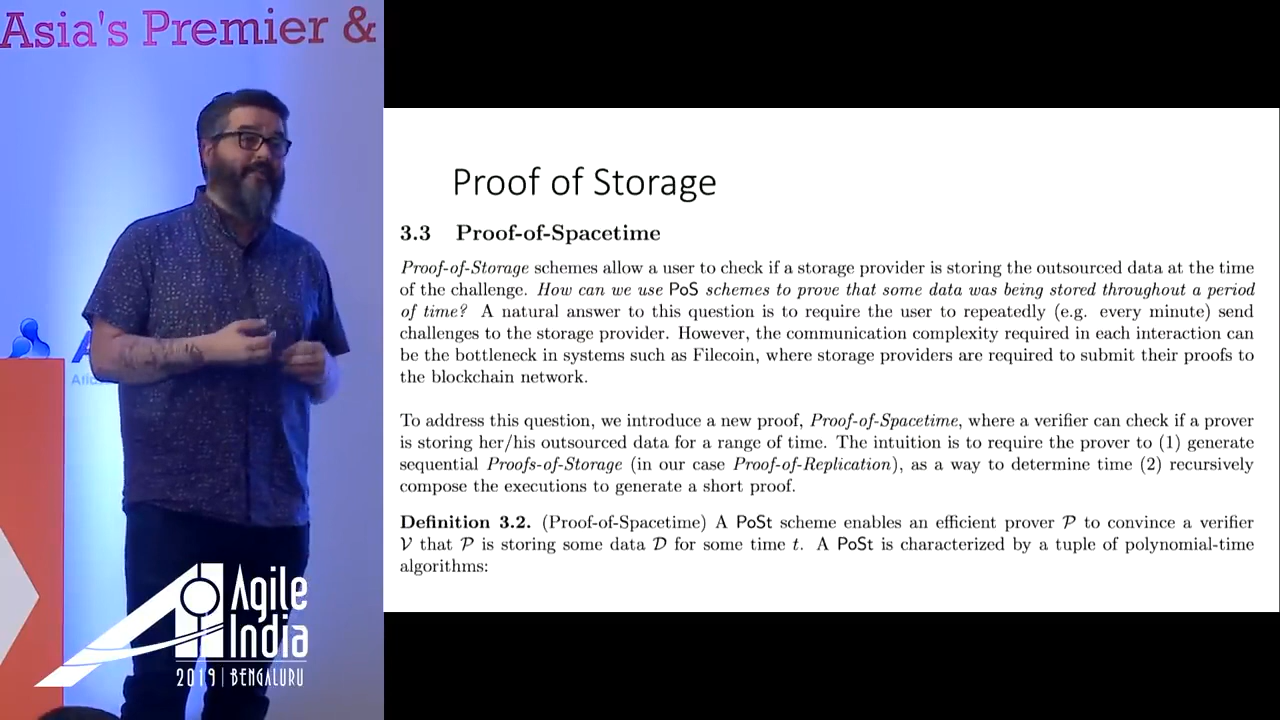 Asia's Premier &
Proof of Storage
3.3 Proof-of-Spacetime
Proof-of-Storage schemes allow a user to check if a storage provider is storing the outsourced data at the time
of the challenge. How can we use PoS schemes to prove that some data was being stored throughout a period
of time? A natural answer to this question is to require the user to repeatedly (e.g. every minute) send
challenges to the storage provider. However, the communication complexity required in each interaction can
be the bottleneck in systems such as Filecoin, where storage providers are required to submit their proofs to
the blockchain network.
To address this question, we introduce a new proof, Proof-of-Spacetime, where a verifier can check if a prover
is storing her/his outsourced data for a range of time. The intuition is to require the prover to (1) generate
sequential Proofs-of-Storage (in our case Proof-of-Replication), as a way to determine time (2) recursively
compose the executions to generate a short proof.
Definition 3.2. (Proof-of-Spacetime) A PoSt scheme enables an efficient prover 𝒫 to convince a verifier
𝒱 that 𝒫 is storing some data 𝒟 for some time t. A PoSt is characterized by a tuple of polynomial-time
algorithms:
Agile
India
2019 | BENGALURU